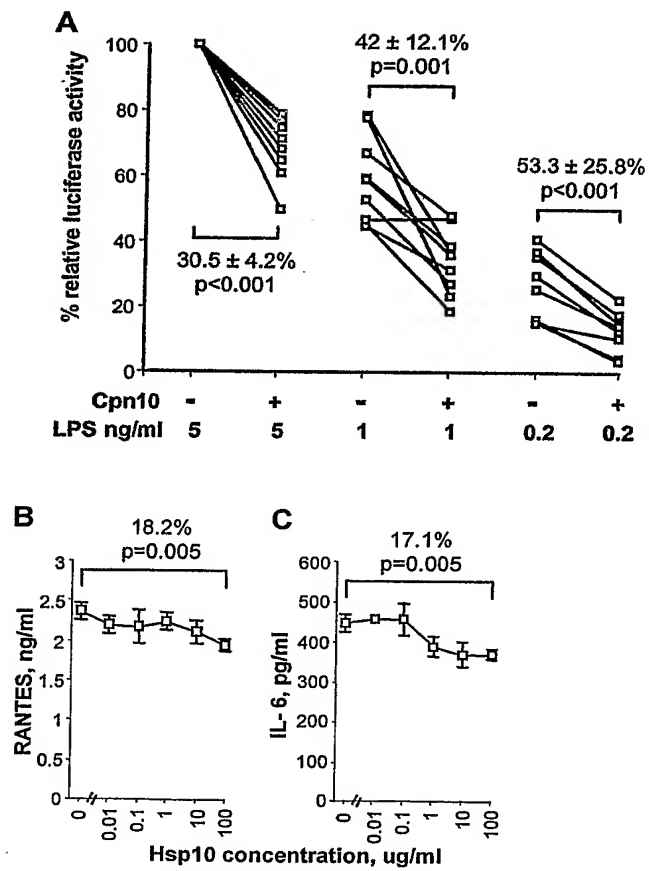 A
% relative luciferase activity
100
80
60
40
20
0
42 ± 12.1%
p=0.001
53.3 ± 25.8%
p<0.001
30.5 ± 4.2%
p<0.001
Cpn10 - + - + - +
LPS ng/ml 5 5 1 1 0.2 0.2
B
18.2%
p=0.005
RANTES, ng/ml
3
2.5
2
1.5
1
0.5
0
0 0.01 0.1 1 10 100
C
17.1%
p=0.005
IL-6, pg/ml
600
500
400
300
200
100
0
0 0.01 0.1 1 10 100
Hsp10 concentration, ug/ml